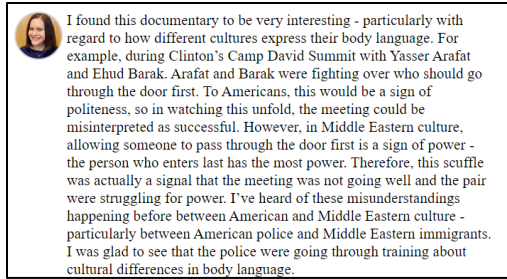 I found this documentary to be very interesting - particularly with
regard to how different cultures express their body language. For
example, during Clinton's Camp David Summit with Yasser Arafat
and Ehud Barak. Arafat and Barak were fighting over who should go
through the door first. To Americans, this would be a sign of
politeness, so in watching this unfold, the meeting could be
misinterpreted as successful. However, in Middle Eastern culture,
allowing someone to pass through the door first is a sign of power -
the person who enters last has the most power. Therefore, this scuffle
was actually a signal that the meeting was not going well and the pair
were struggling for power. I've heard of these misunderstandings
happening before between American and Middle Eastern culture -
particularly between American police and Middle Eastern immigrants.
I was glad to see that the police were going through training about
cultural differences in body language.